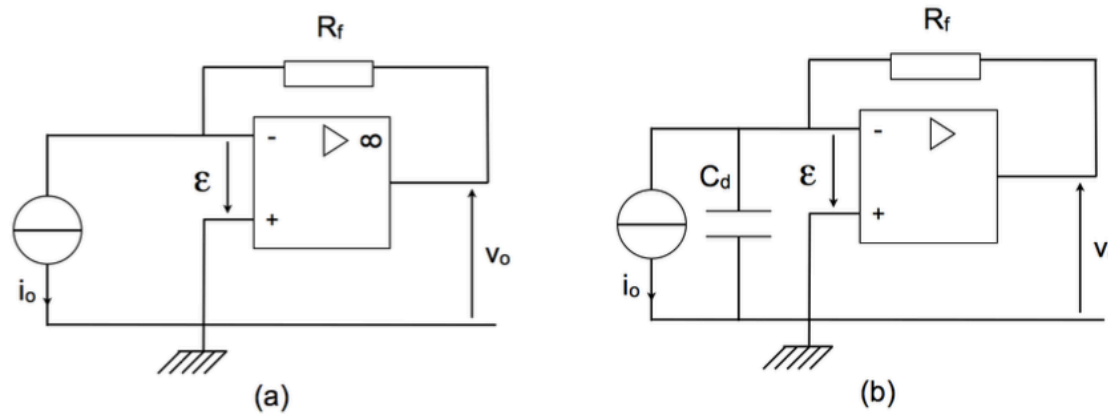 Rf
Rf
- ∞
-
Cd
ε
ε
+
+
vo
v
io
io
(a)
(b)